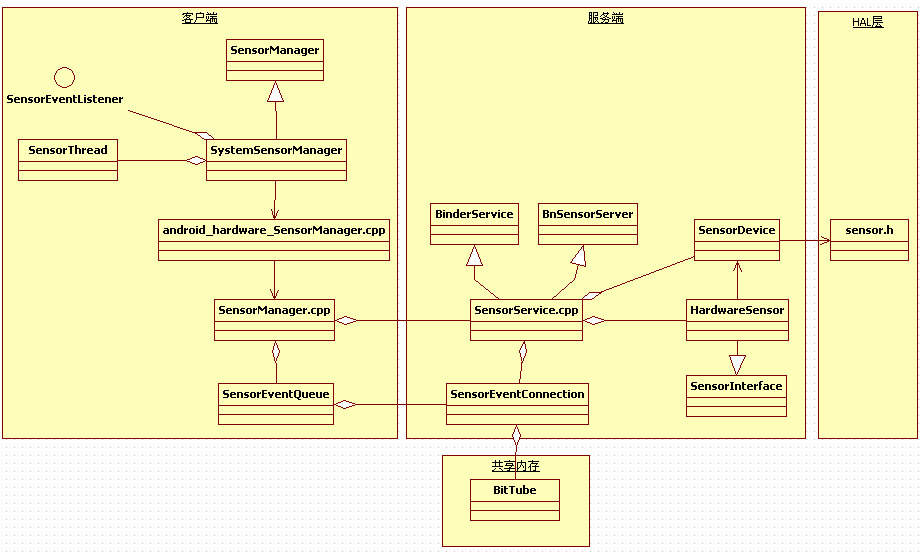 客户端
SensorManager
SensorEventListener
SensorThread
SystemSensorManager
android_hardware_SensorManager.cpp
SensorManager.cpp
SensorEventQueue
服务端
BinderService
BnSensorServer
SensorDevice
SensorService.cpp
HardwareSensor
SensorEventConnection
SensorInterface
HAL层
sensor.h
共享内存
BitTube